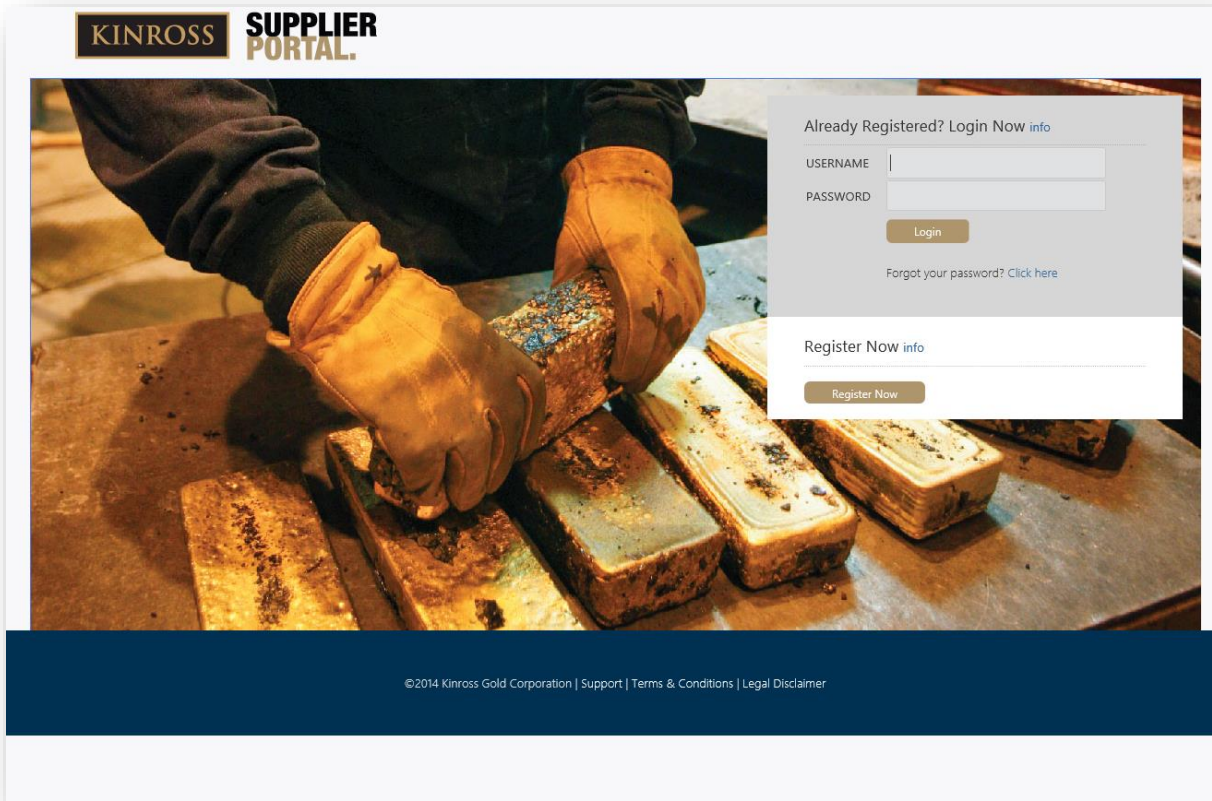 KINROSS
SUPPLIER
PORTAL.
Already Registered? Login Now info
USERNAME
PASSWORD
Login
Forgot your password? Click here
Register Now info
Register Now
©2014 Kinross Gold Corporation | Support | Terms & Conditions | Legal Disclaimer